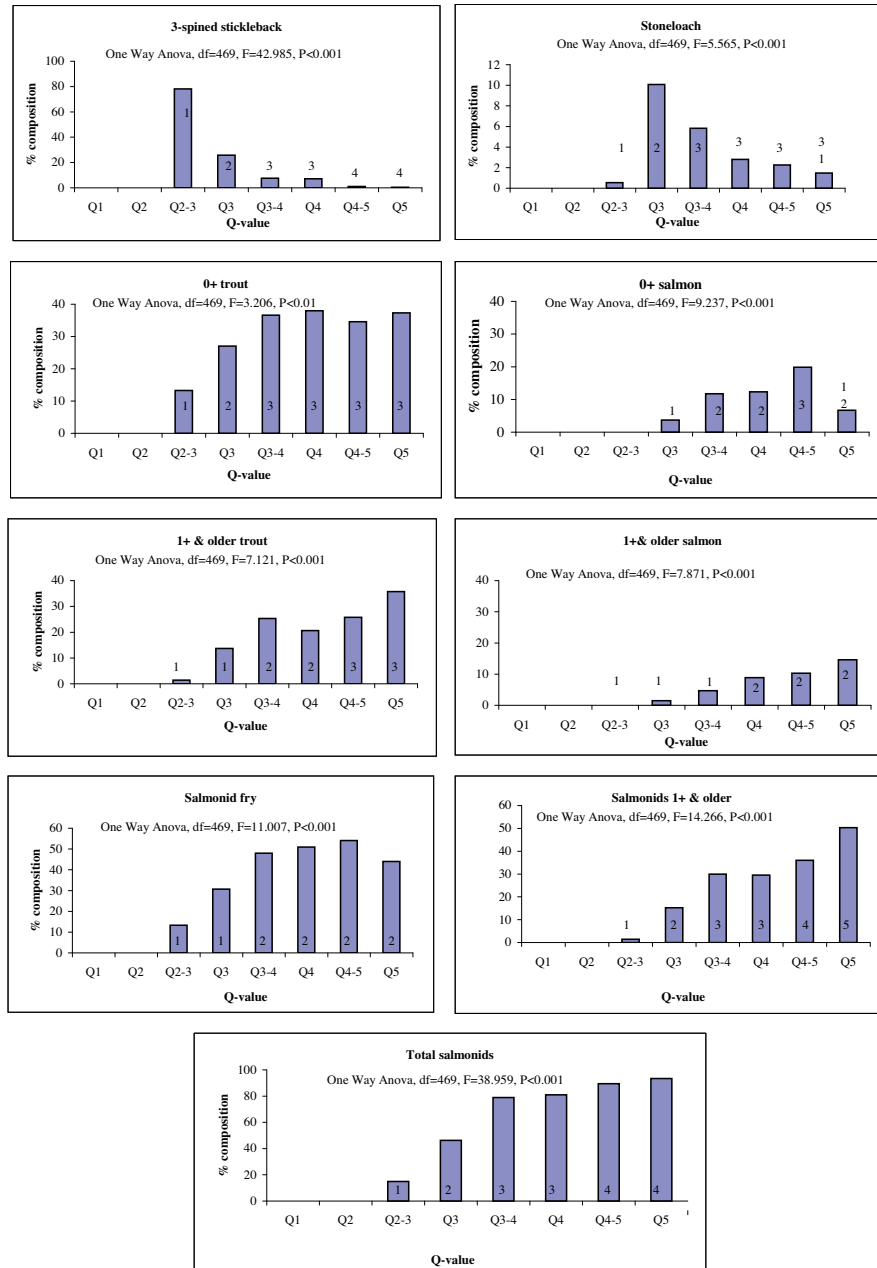 3-spined stickleback
One Way Anova, df=469, F=42.985, P<0.001
% composition
100
80
60
40
20
0
1
2
3
3
4
4
Q1 Q2 Q2-3 Q3 Q3-4 Q4 Q4-5 Q5
Q-value
Stoneloach
One Way Anova, df=469, F=5.565, P<0.001
% composition
12
10
8
6
4
2
0
1
2
3
3
3
3
1
Q1 Q2 Q2-3 Q3 Q3-4 Q4 Q4-5 Q5
Q-value
0+ trout
One Way Anova, df=469, F=3.206, P<0.01
% composition
40
30
20
10
0
1
2
3
3
3
3
Q1 Q2 Q2-3 Q3 Q3-4 Q4 Q4-5 Q5
Q-value
0+ salmon
One Way Anova, df=469, F=9.237, P<0.001
% composition
40
30
20
10
0
1
2
2
3
1
2
Q1 Q2 Q2-3 Q3 Q3-4 Q4 Q4-5 Q5
Q-value
1+ & older trout
One Way Anova, df=469, F=7.121, P<0.001
% composition
40
30
20
10
0
1
1
2
2
3
3
Q1 Q2 Q2-3 Q3 Q3-4 Q4 Q4-5 Q5
Q-value
1+& older salmon
One Way Anova, df=469, F=7.871, P<0.001
% composition
40
30
20
10
0
1
1
1
2
2
2
Q1 Q2 Q2-3 Q3 Q3-4 Q4 Q4-5 Q5
Q-value
Salmonid fry
One Way Anova, df=469, F=11.007, P<0.001
% composition
60
50
40
30
20
10
0
1
1
2
2
2
2
Q1 Q2 Q2-3 Q3 Q3-4 Q4 Q4-5 Q5
Q-value
Salmonids 1+ & older
One Way Anova, df=469, F=14.266, P<0.001
% composition
60
50
40
30
20
10
0
1
2
3
3
4
5
Q1 Q2 Q2-3 Q3 Q3-4 Q4 Q4-5 Q5
Q-value
Total salmonids
One Way Anova, df=469, F=38.959, P<0.001
% composition
100
80
60
40
20
0
1
2
3
3
4
4
Q1 Q2 Q2-3 Q3 Q3-4 Q4 Q4-5 Q5
Q-value